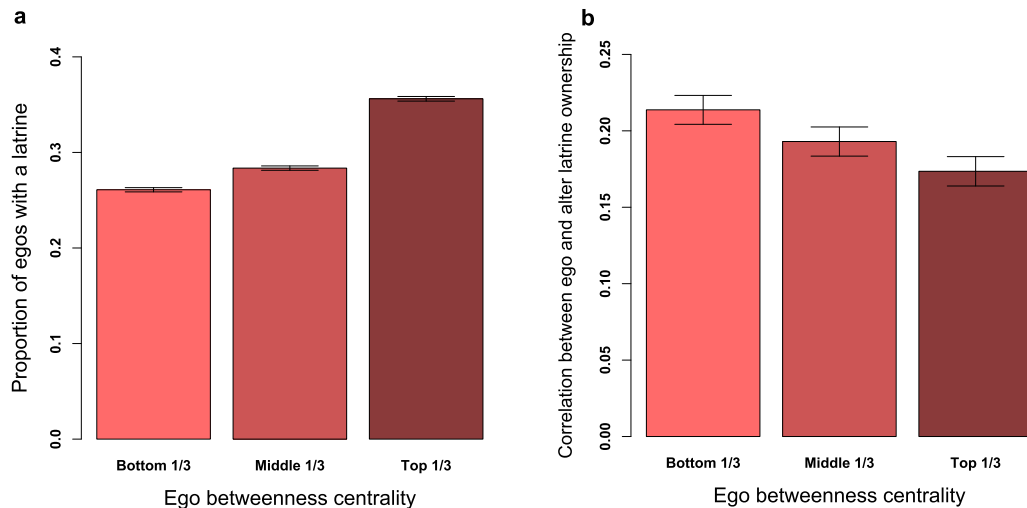 a
Proportion of egos with a latrine
0.4
0.3
0.2
0.1
0.0
Bottom 1/3 Middle 1/3 Top 1/3
Ego betweenness centrality
b
Correlation between ego and alter latrine ownership
0.25
0.20
0.15
0.10
0.05
0.00
Bottom 1/3 Middle 1/3 Top 1/3
Ego betweenness centrality